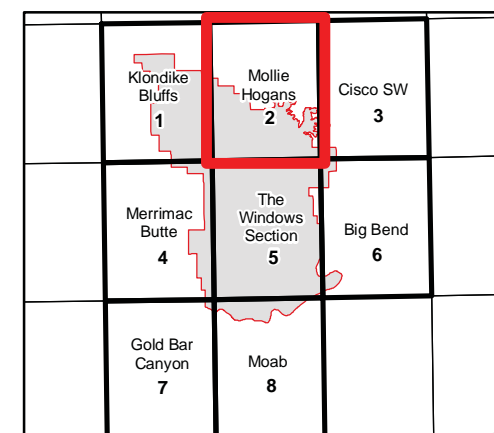 Klondike
Bluffs
1
Mollie
Hogans
2
Cisco SW
3
Merrimac
Butte
4
The
Windows
Section
5
Big Bend
6
Gold Bar
Canyon
7
Moab
8